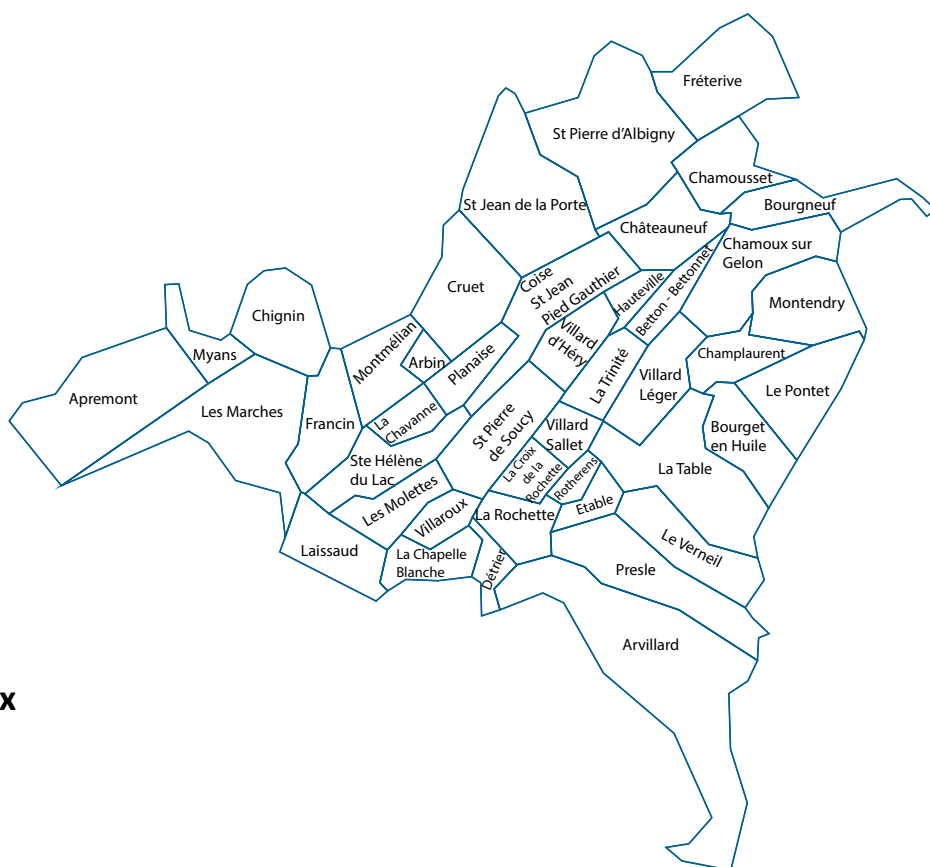 Fréterive
St Pierre d'Albigny
Chamousset
Bourgneuf
St Jean de la Porte
Châteauneuf
Chamoux sur
Gelon
Coise
St Jean
Pied Gauthier
Hauteville
Betton - Bettonnet
Cruet
Montendry
Chignin
Villard
d'Héry
Montmélian
Arbin
Planaise
Myans
Champlaurent
La Trinité
Villard
Léger
Le Pontet
Apremont
Les Marches
Francin
La
Chavanne
St Pierre
de Soucy
Villard
Sallet
Bourget
en Huile
Ste Hélène
du Lac
La Croix
de la
Rochette
Rotherens
La Table
Les Molettes
Villaroux
La Rochette
Etable
Laissaud
La Chapelle
Blanche
Détrier
Le Verneil
Presle
Arvillard
x